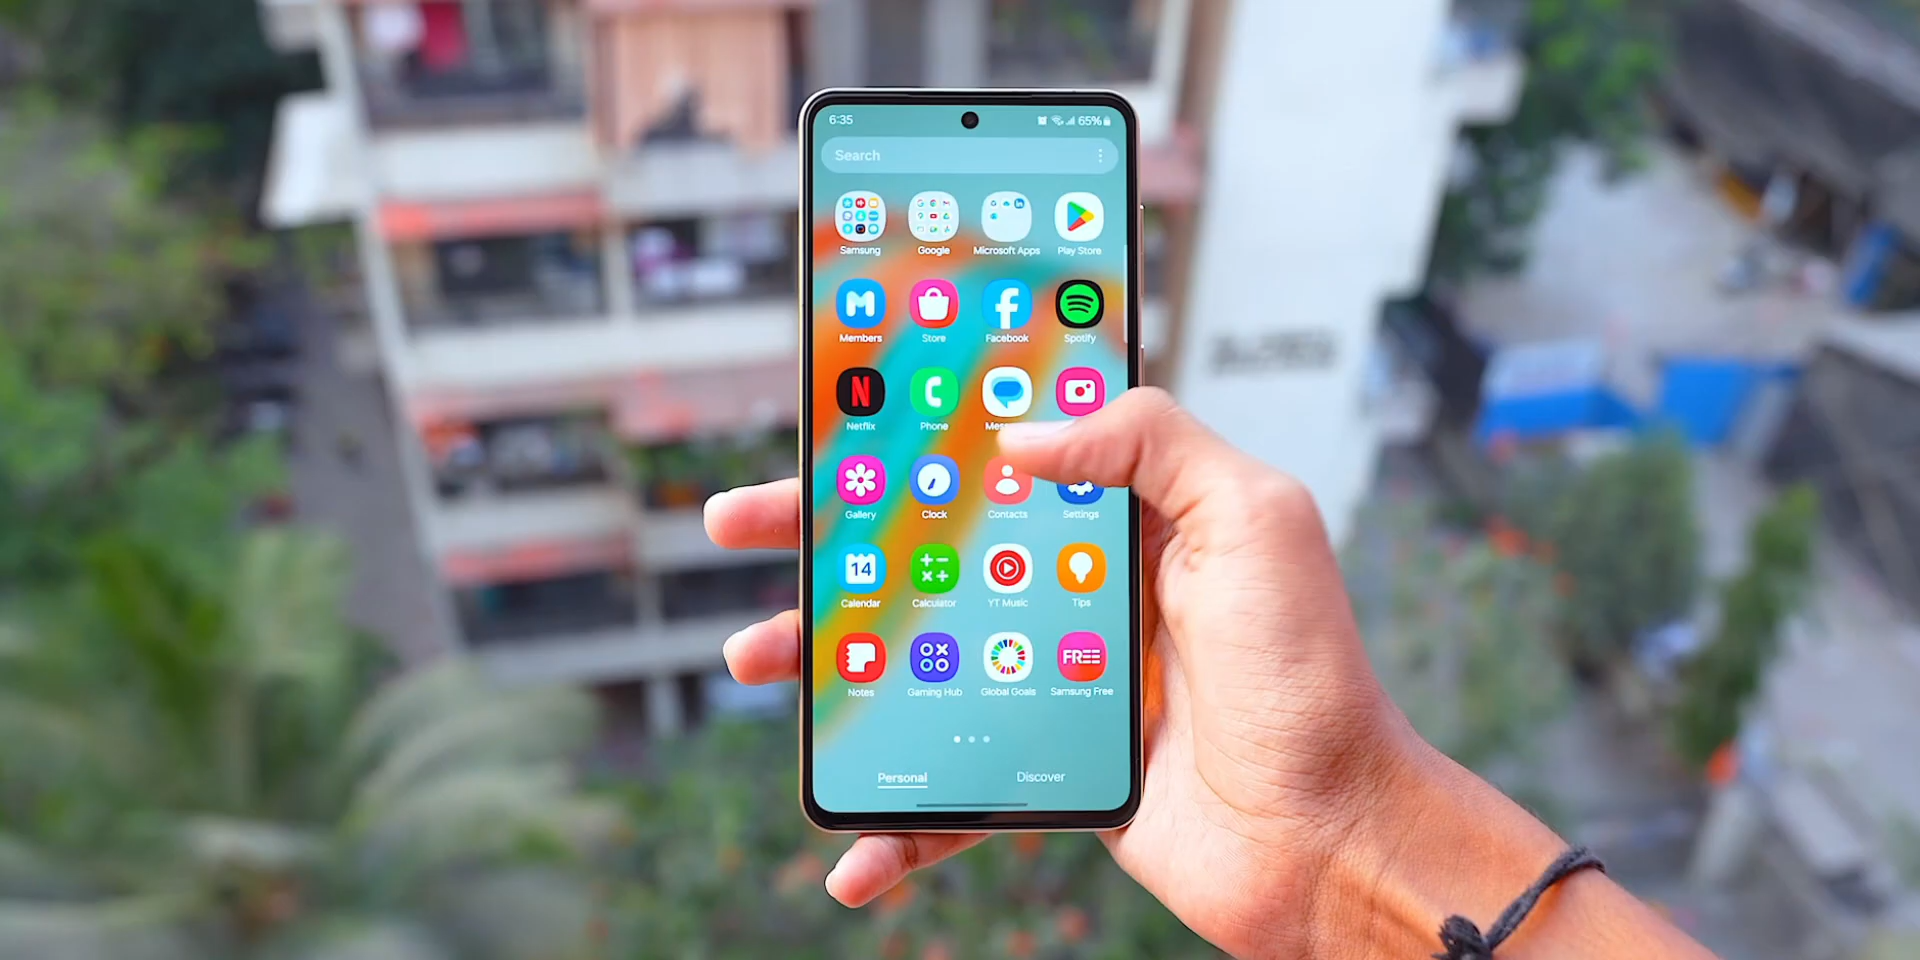 6:35 65%
Search
Samsung Google Microsoft Apps Play Store
Members Store Facebook Spotify
Netflix Phone Mess
Gallery Clock Contacts Settings
14
Calendar Calculator YT Music Tips
FREE
Notes Gaming Hub Global Goals Samsung Free
Personal Discover